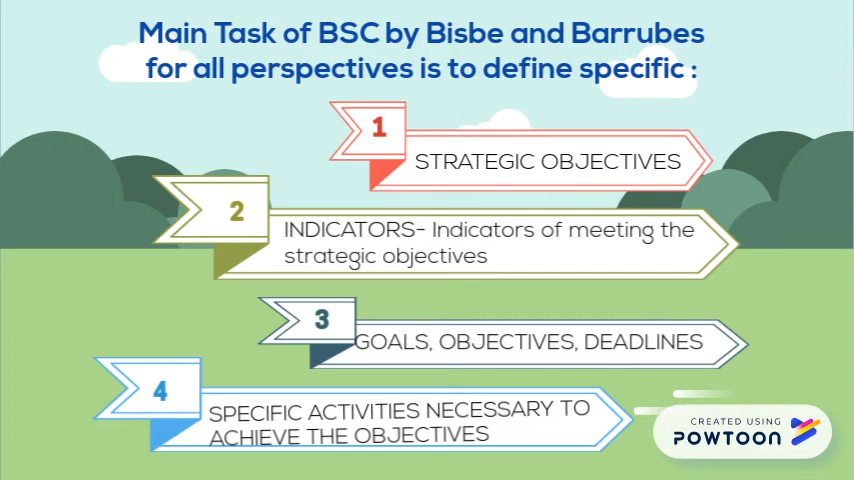 Main Task of BSC by Bisbe and Barrubes
for all perspectives is to define specific :
1
STRATEGIC OBJECTIVES
2
INDICATORS- Indicators of meeting the
strategic objectives
3
GOALS, OBJECTIVES, DEADLINES
4
SPECIFIC ACTIVITIES NECESSARY TO
ACHIEVE THE OBJECTIVES
CREATED USING
POWTOON